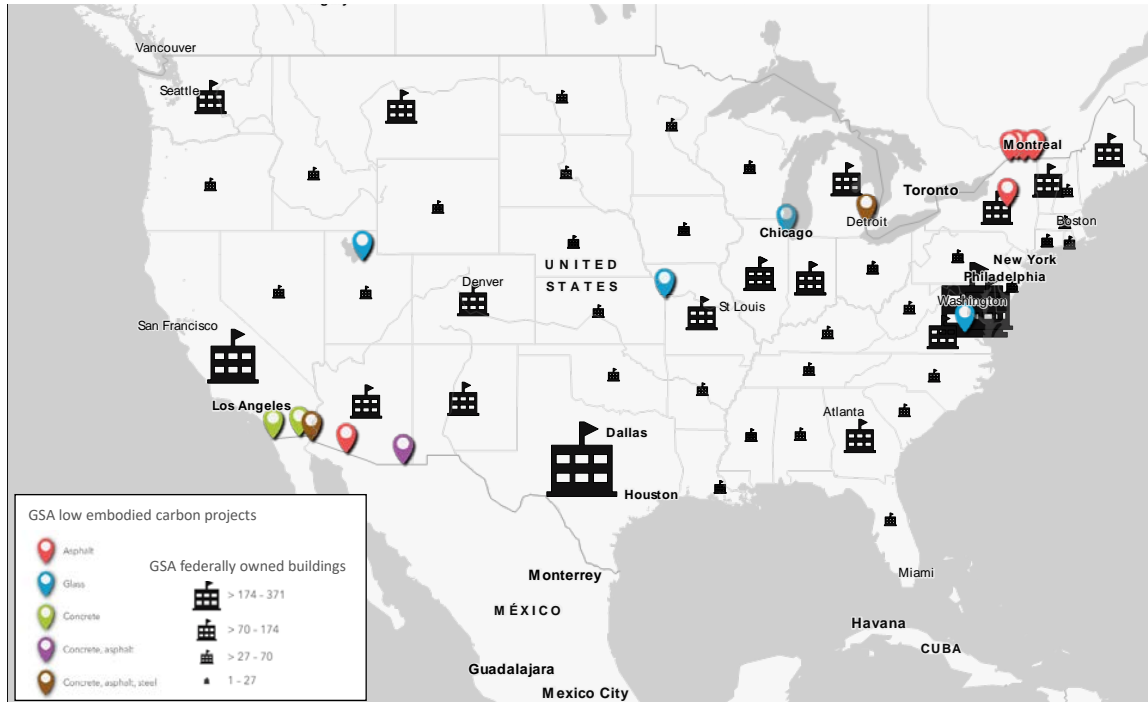 Vancouver
Seattle
Montreal
Toronto
Detroit
Boston
Chicago
New York
Philadelphia
UNITED
STATES
Denver
Washington
St Louis
San Francisco
Los Angeles
Atlanta
Dallas
Houston
GSA low embodied carbon projects
Asphalt
Glass
Concrete
Concrete, asphalt
Concrete, asphalt, steel
GSA federally owned buildings
> 174 - 371
> 70 - 174
> 27 - 70
1 - 27
Monterrey
Miami
MÉXICO
Havana
CUBA
Guadalajara
Mexico City